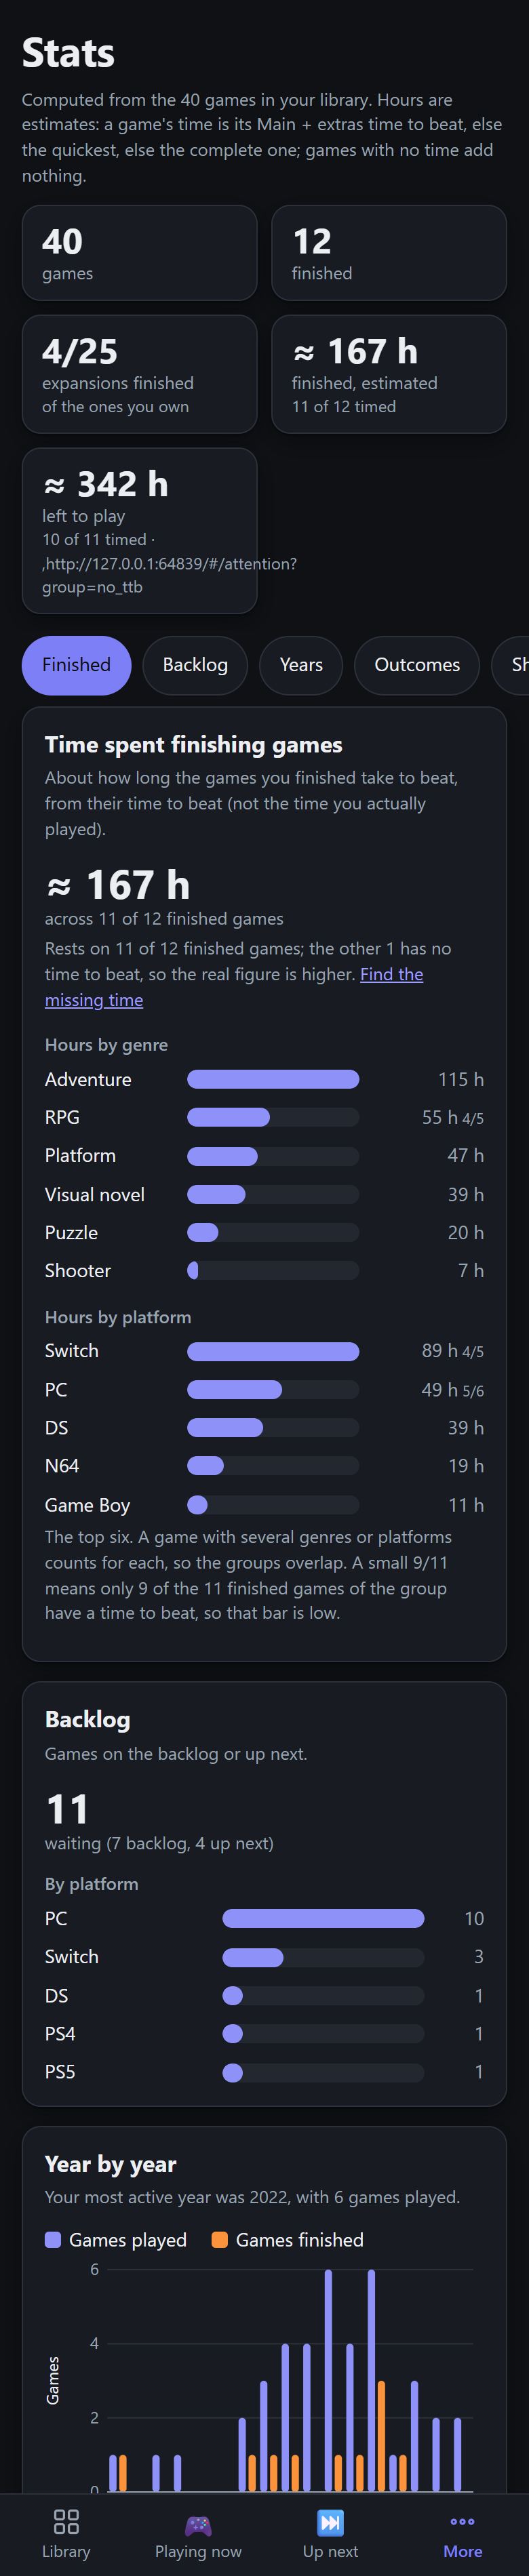 Stats
Computed from the 40 games in your library. Hours are
estimates: a game's time is its Main + extras time to beat, else
the quickest, else the complete one; games with no time add
nothing.
40
games
12
finished
4/25
expansions finished
of the ones you own
≈ 167 h
finished, estimated
11 of 12 timed
≈ 342 h
left to play
10 of 11 timed ·
,http://127.0.0.1:64839/#/attention?
group=no_ttb
Finished
Backlog
Years
Outcomes
Sh
Time spent finishing games
About how long the games you finished take to beat,
from their time to beat (not the time you actually
played).
≈ 167 h
across 11 of 12 finished games
Rests on 11 of 12 finished games; the other 1 has no
time to beat, so the real figure is higher. Find the
missing time
Hours by genre
Adventure 115 h
RPG 55 h 4/5
Platform 47 h
Visual novel 39 h
Puzzle 20 h
Shooter 7 h
Hours by platform
Switch 89 h 4/5
PC 49 h 5/6
DS 39 h
N64 19 h
Game Boy 11 h
The top six. A game with several genres or platforms
counts for each, so the groups overlap. A small 9/11
means only 9 of the 11 finished games of the group
have a time to beat, so that bar is low.
Backlog
Games on the backlog or up next.
11
waiting (7 backlog, 4 up next)
By platform
PC 10
Switch 3
DS 1
PS4 1
PS5 1
Year by year
Your most active year was 2022, with 6 games played.
Games played
Games finished
6
4
Games
2
0
Library
Playing now
Up next
More